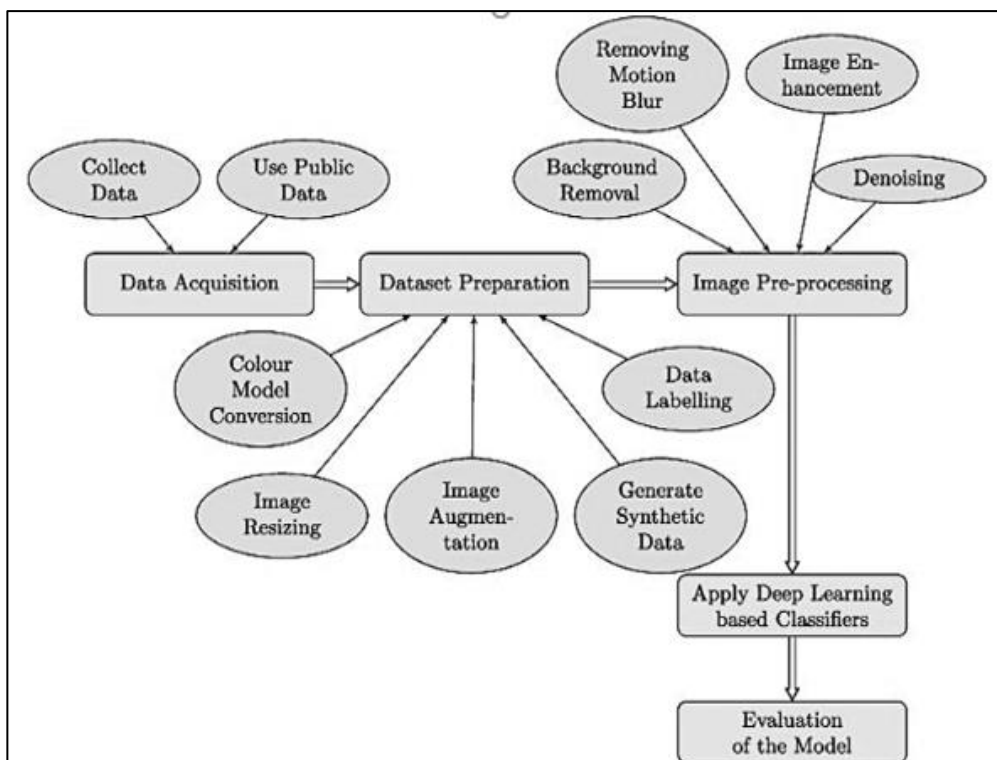 Removing
Motion
Blur
Image En-
hancement
Collect
Data
Use Public
Data
Background
Removal
Denoising
Data Acquisition
Dataset Preparation
Image Pre-processing
Colour
Model
Conversion
Data
Labelling
Image
Resizing
Image
Augmen-
tation
Generate
Synthetic
Data
Apply Deep Learning
based Classifiers
Evaluation
of the Model